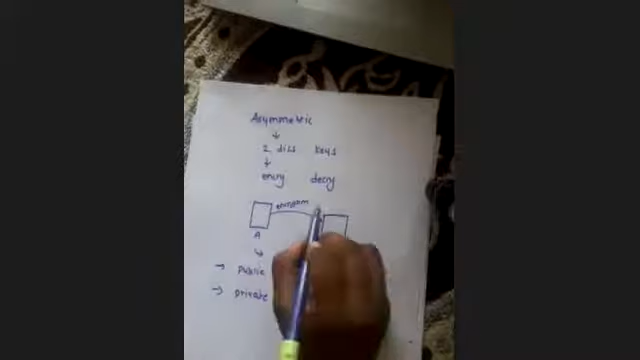 Asymmetric
2 diff keys
encry decry
A
→ Public
→ private